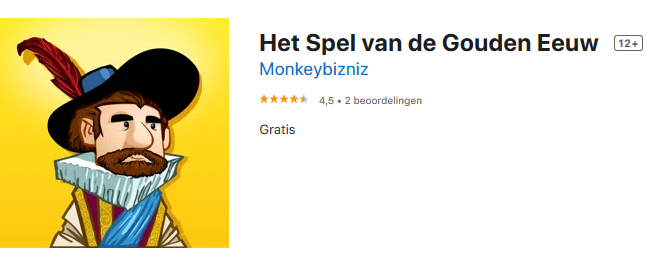 Het Spel van de Gouden Eeuw 12+
Monkeybizniz
4,5 • 2 beoordelingen
Gratis